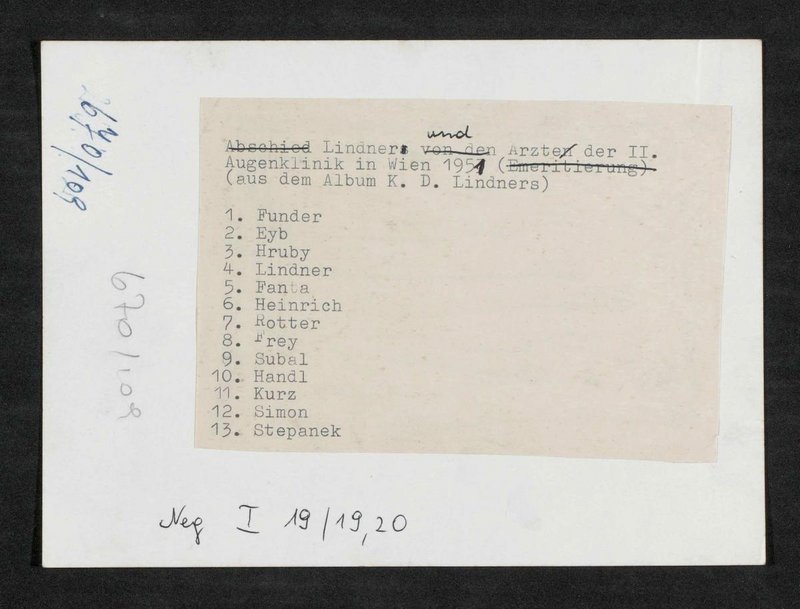 670/109
670/109
und
Abschied Lindners von den Arzten der II.
Augenklinik in Wien 1951 (Emeritierung)
(aus dem Album K. D. Lindners)
1. Funder
2. Eyb
3. Hruby
4. Lindner
5. Fanta
6. Heinrich
7. Rotter
8. Frey
9. Subal
10. Handl
11. Kurz
12. Simon
13. Stepanek
Neg I 19/19,20